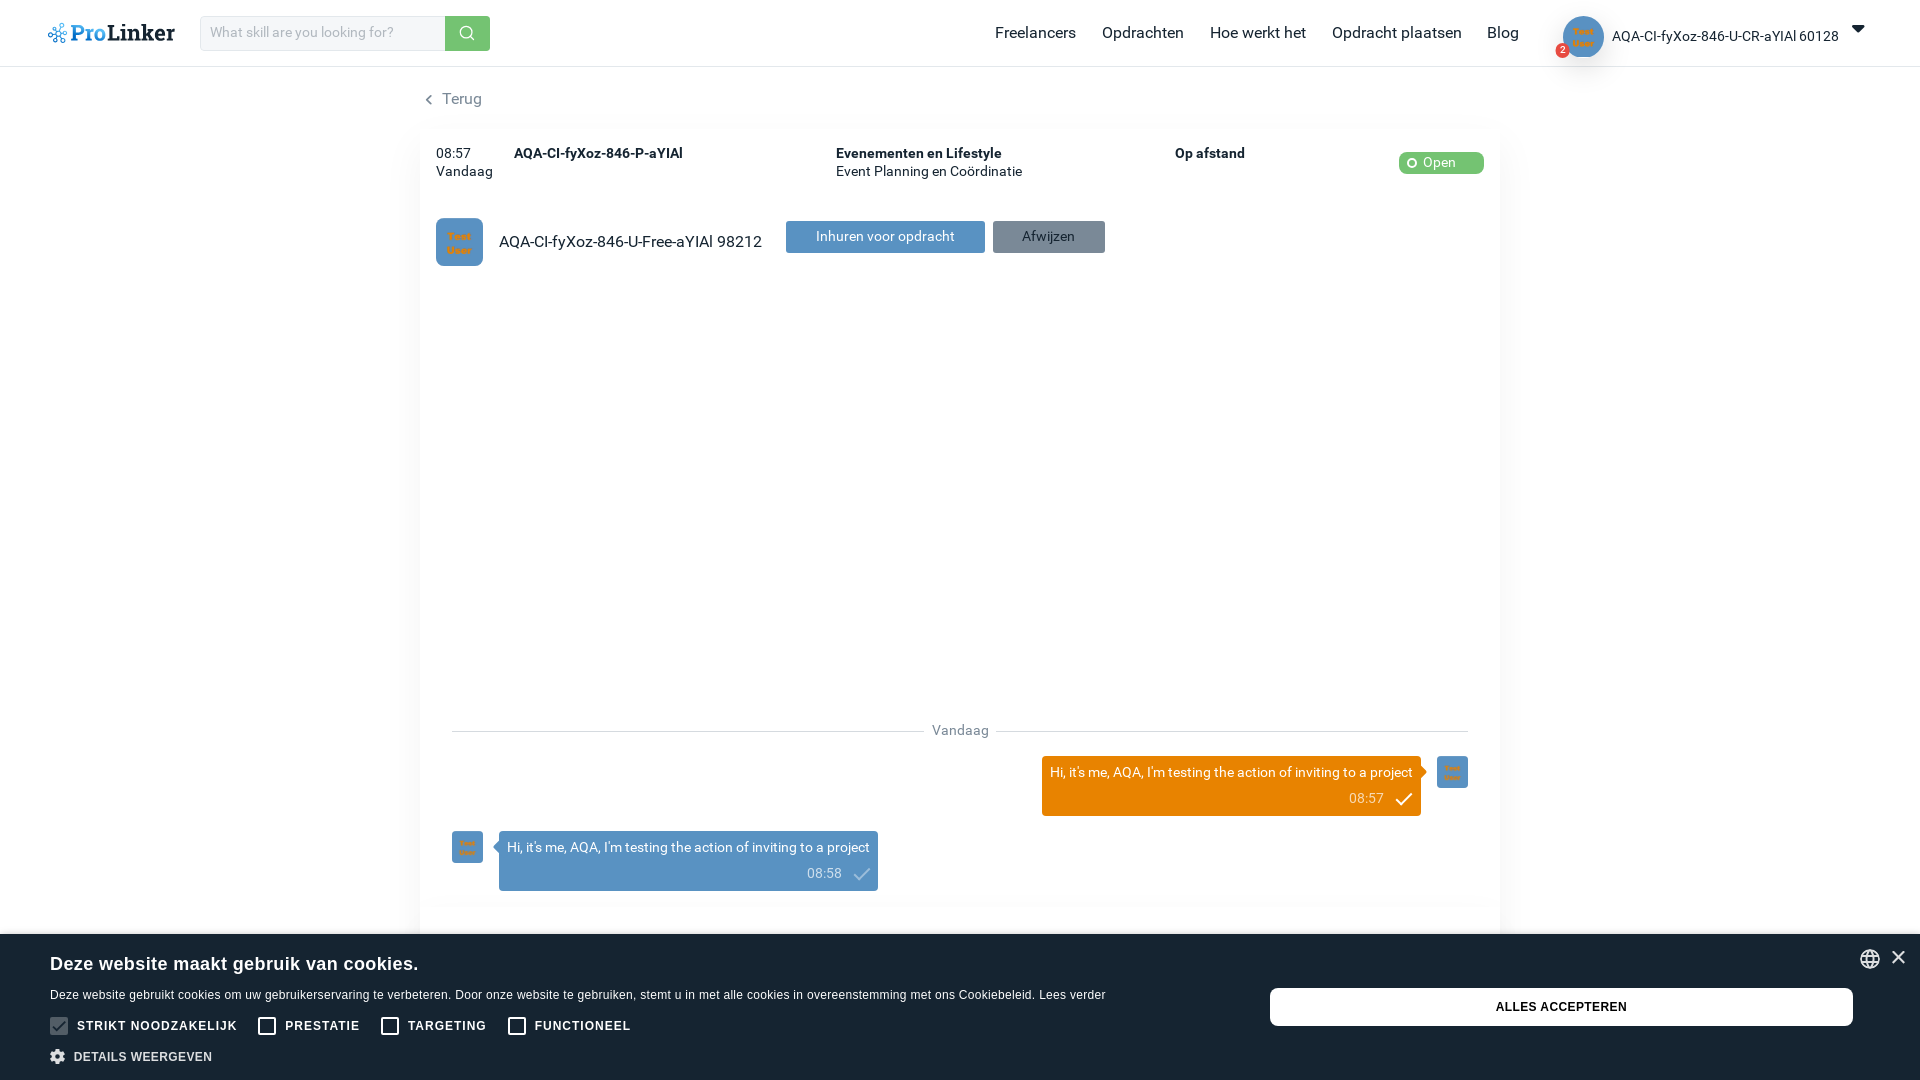 ProLinker
What skill are you looking for?
Freelancers
Opdrachten
Hoe werkt het
Opdracht plaatsen
Blog
Test
User
2
AQA-CI-fyXoz-846-U-CR-aYIAl 60128
Terug
08:57
Vandaag
AQA-CI-fyXoz-846-P-aYIAl
Evenementen en Lifestyle
Event Planning en Coördinatie
Op afstand
Open
Test
User
AQA-CI-fyXoz-846-U-Free-aYIAl 98212
Inhuren voor opdracht
Afwijzen
Vandaag
Hi, it's me, AQA, I'm testing the action of inviting to a project
08:57
Hi, it's me, AQA, I'm testing the action of inviting to a project
08:58
Deze website maakt gebruik van cookies.
Deze website gebruikt cookies om uw gebruikerservaring te verbeteren. Door onze website te gebruiken, stemt u in met alle cookies in overeenstemming met ons Cookiebeleid. Lees verder
STRIKT NOODZAKELIJK
PRESTATIE
TARGETING
FUNCTIONEEL
DETAILS WEERGEVEN
ALLES ACCEPTEREN